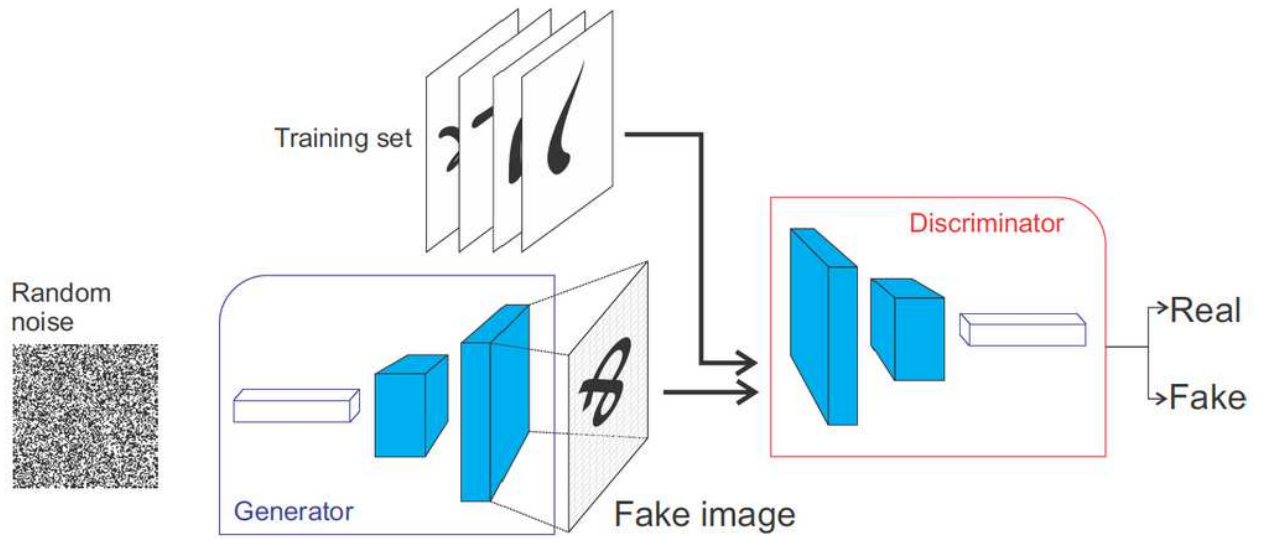 Training set
Discriminator
Random
noise
Real
Fake
Generator
Fake image